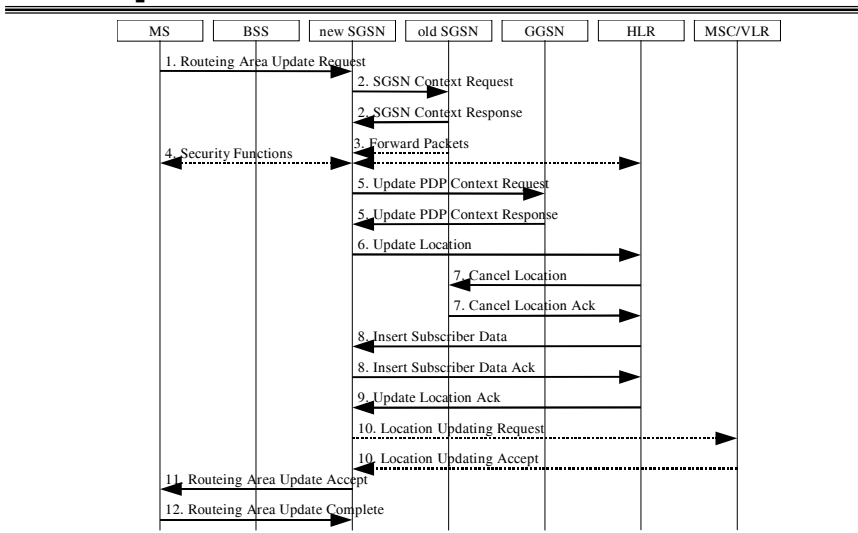 MS BSS new SGSN old SGSN GGSN HLR MSC/VLR
1. Routeing Area Update Request
2. SGSN Context Request
2. SGSN Context Response
3. Forward Packets
4. Security Functions
5. Update PDP Context Request
5. Update PDP Context Response
6. Update Location
7. Cancel Location
7. Cancel Location Ack
8. Insert Subscriber Data
8. Insert Subscriber Data Ack
9. Update Location Ack
10. Location Updating Request
10. Location Updating Accept
11. Routeing Area Update Accept
12. Routeing Area Update Complete